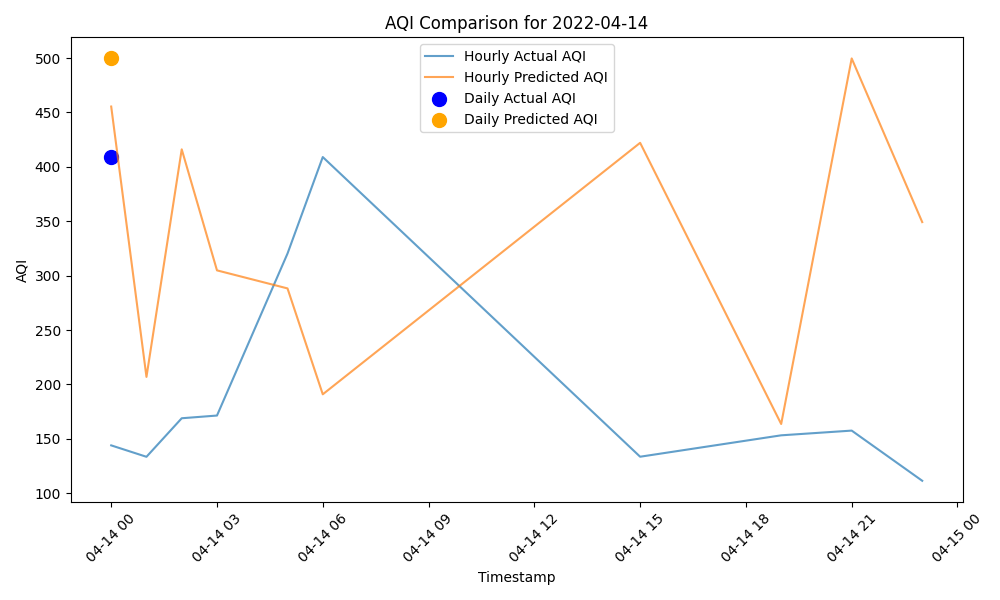 AQI Comparison for 2022-04-14
Hourly Actual AQI
Hourly Predicted AQI
Daily Actual AQI
Daily Predicted AQI
AQI
500
450
400
350
300
250
200
150
100
04-14 00
04-14 03
04-14 06
04-14 09
04-14 12
04-14 15
04-14 18
04-14 21
04-15 00
Timestamp